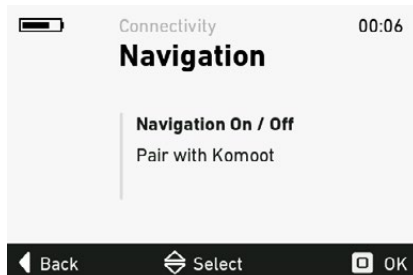 Connectivity
00:06
Navigation
Navigation On / Off
Pair with Komoot
Back
Select
OK